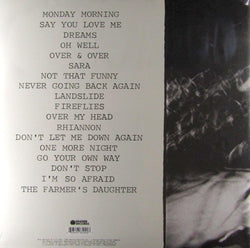 MONDAY MORNING
SAY YOU LOVE ME
DREAMS
OH WELL
OVER & OVER
SARA
NOT THAT FUNNY
NEVER GOING BACK AGAIN
LANDSLIDE
FIREFLIES
OVER MY HEAD
RHIANNON
DON'T LET ME DOWN AGAIN
ONE MORE NIGHT
GO YOUR OWN WAY
DON'T STOP
I'M SO AFRAID
THE FARMER'S DAUGHTER